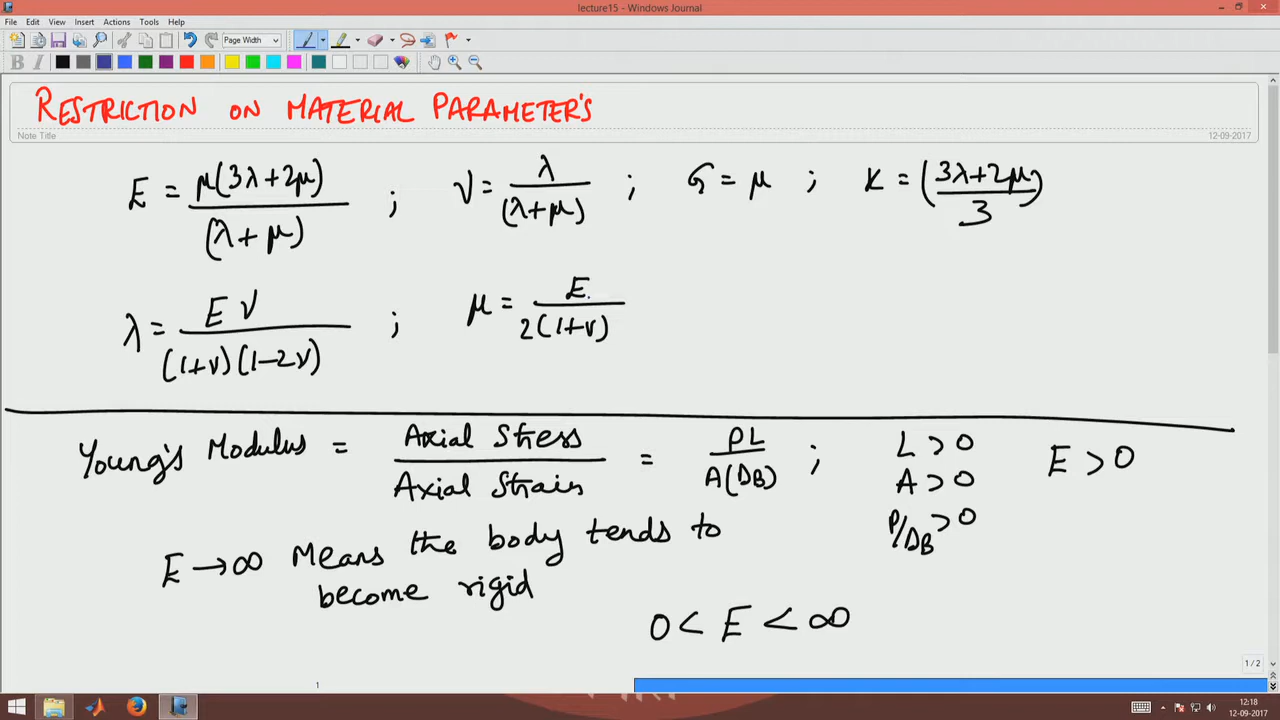 lecture15 - Windows Journal
File Edit View Insert Actions Tools Help
Page Width
B I
RESTRICTION ON MATERIAL PARAMETER'S
Note Title
12-09-2017
E = μ(3λ+2μ) / (λ+μ) ; ν = λ / (λ+μ) ; G = μ ; K = (3λ+2μ / 3)
λ = E ν / (1+ν)(1-2ν) ; μ = E / 2(1+ν)
Young's Modulus = Axial Stress / Axial Strain = PL / A(DB) ; L > 0 E > 0
A > 0
P/DB > 0
E → ∞ Means the body tends to
become rigid
0 < E < ∞
1/2
1
12:18
12-09-2017